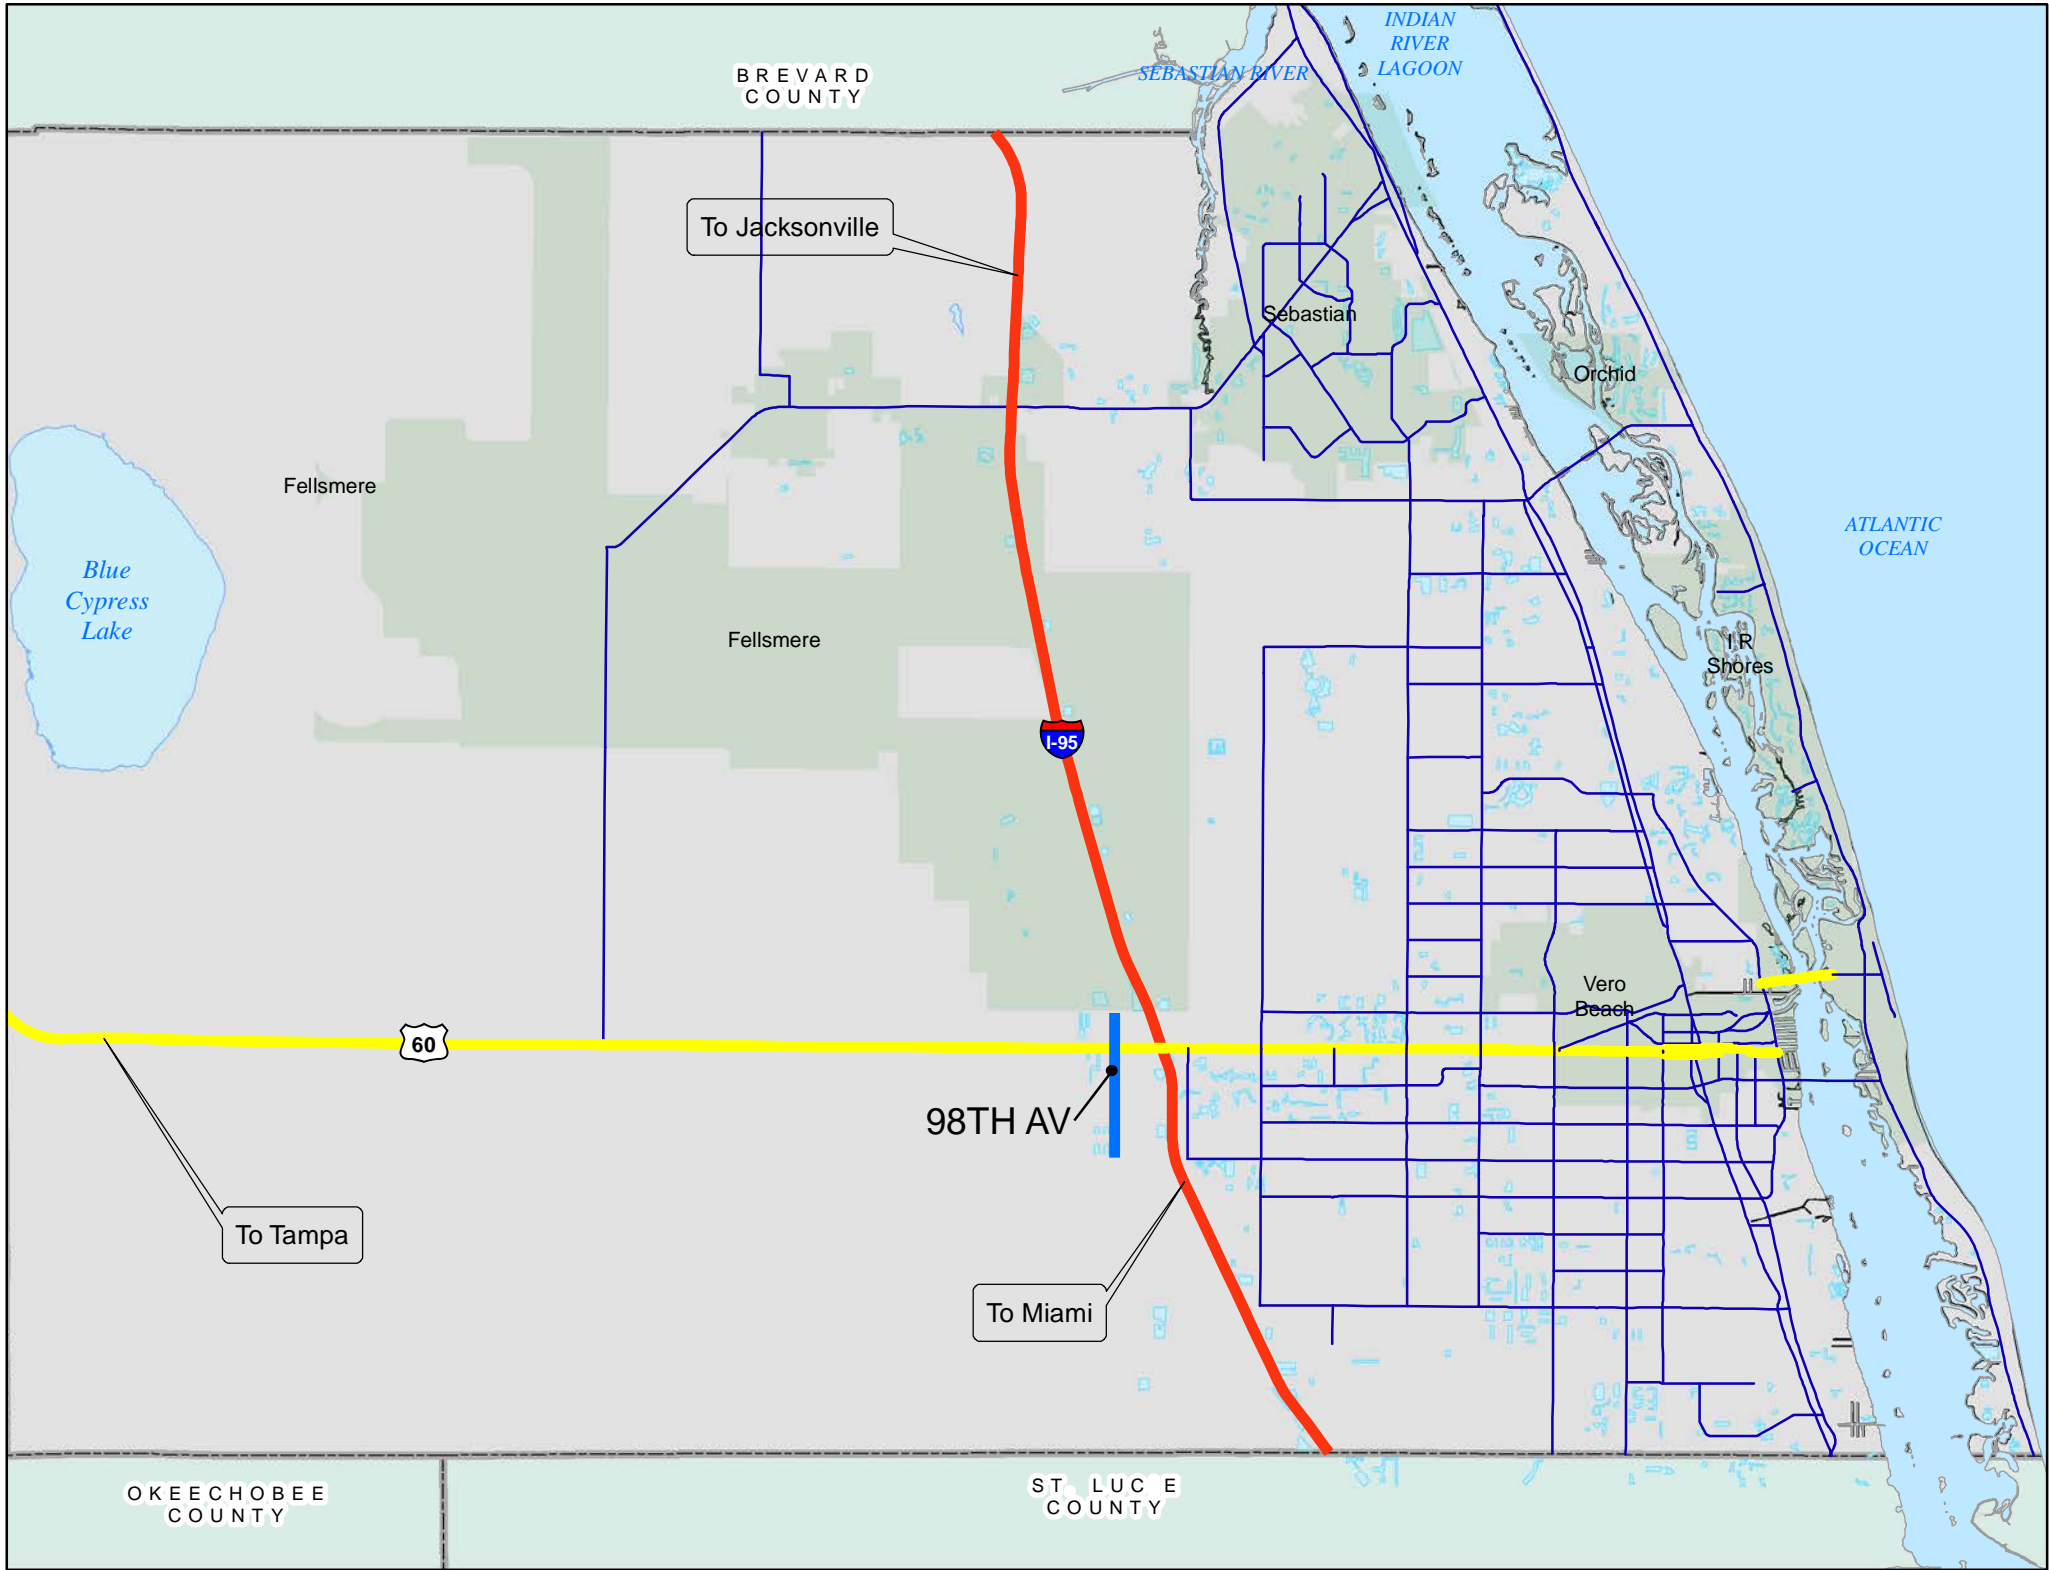 INDIAN
RIVER
LAGOON
SEBASTIAN RIVER
BREVARD
COUNTY
To Jacksonville
Sebastian
Orchid
Fellsmere
ATLANTIC
OCEAN
Blue
Cypress
Lake
Fellsmere
I R
Shores
I-95
Vero
Beach
60
98TH AV
To Tampa
To Miami
OKEECHOBEE
COUNTY
ST. LUC E
COUNTY